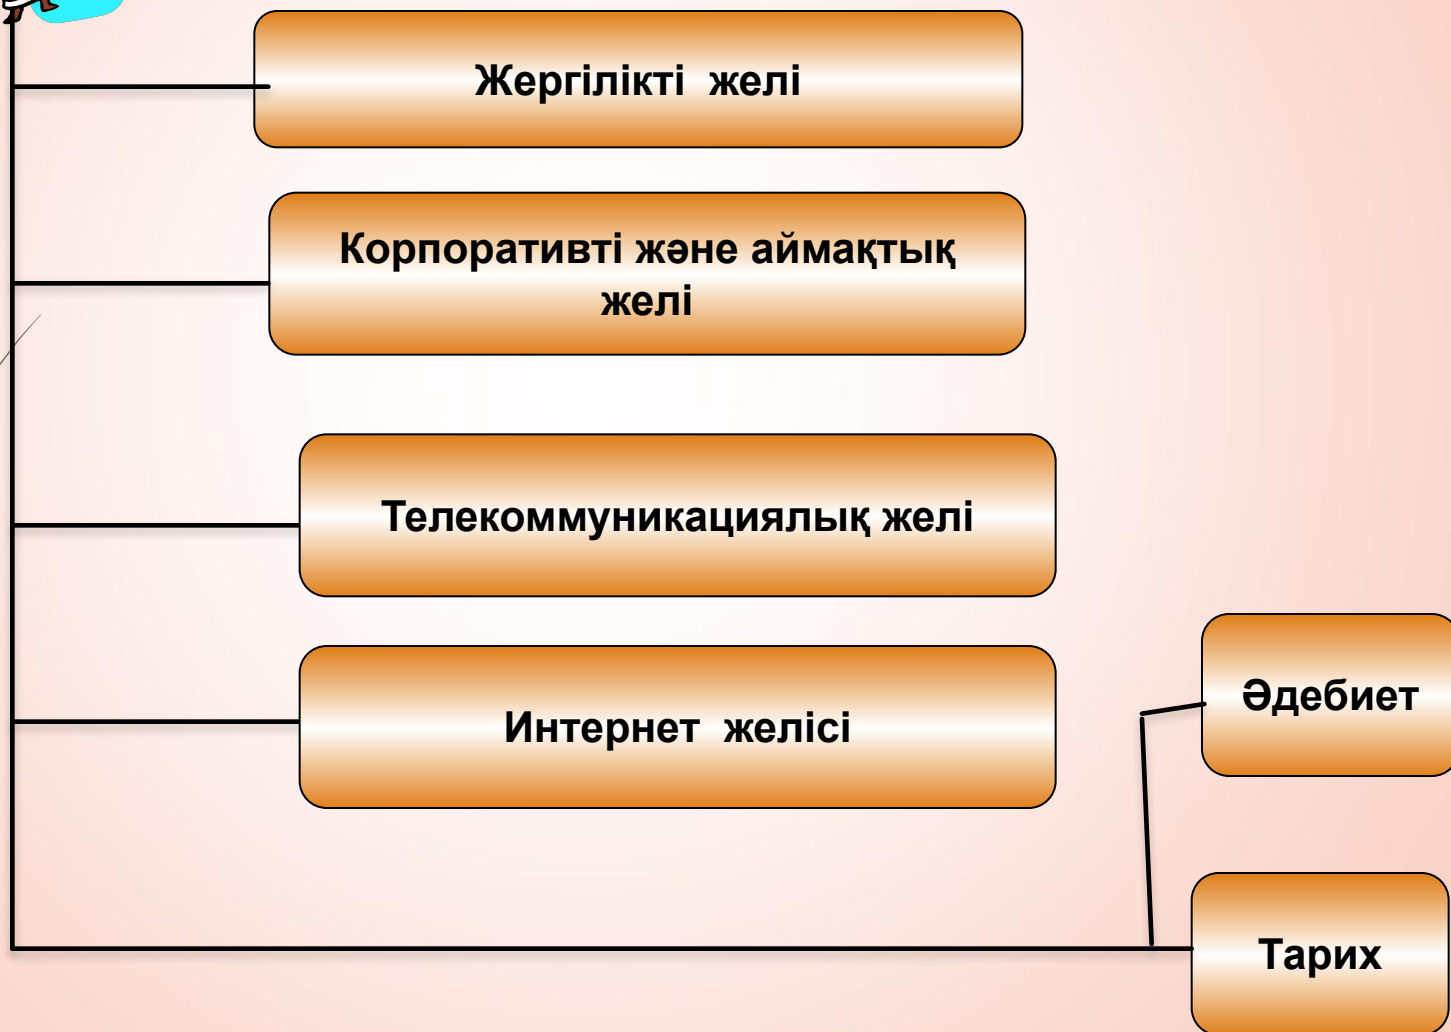 Жергілікті желі
Корпоративті және аймақтық
желі
Телекоммуникациялық желі
Интернет желісі
Әдебиет
Тарих